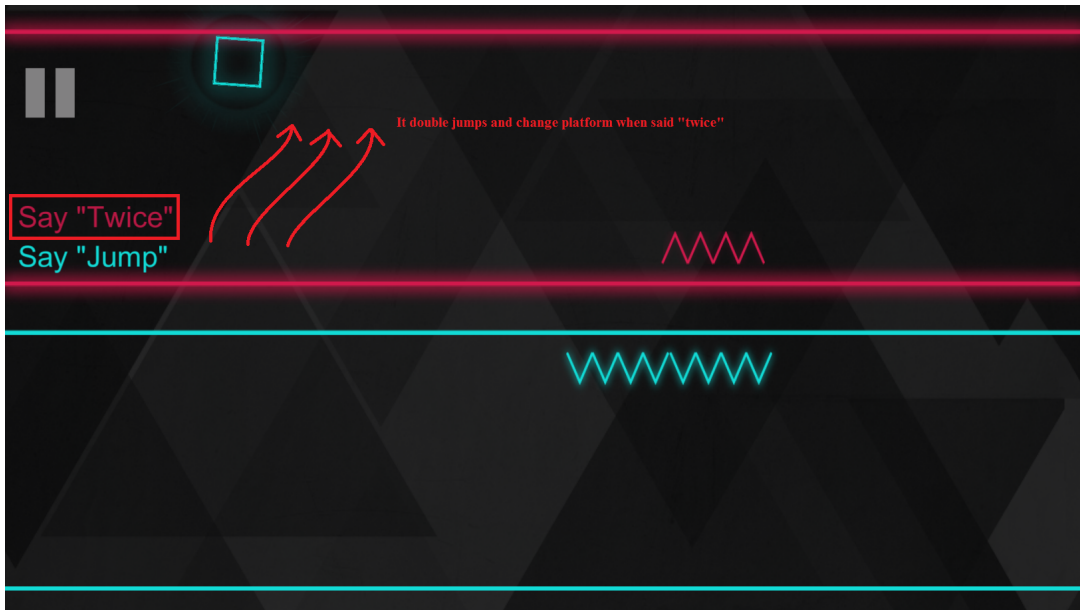 It double jumps and change platform when said "twice"
Say "Twice"
Say "Jump"